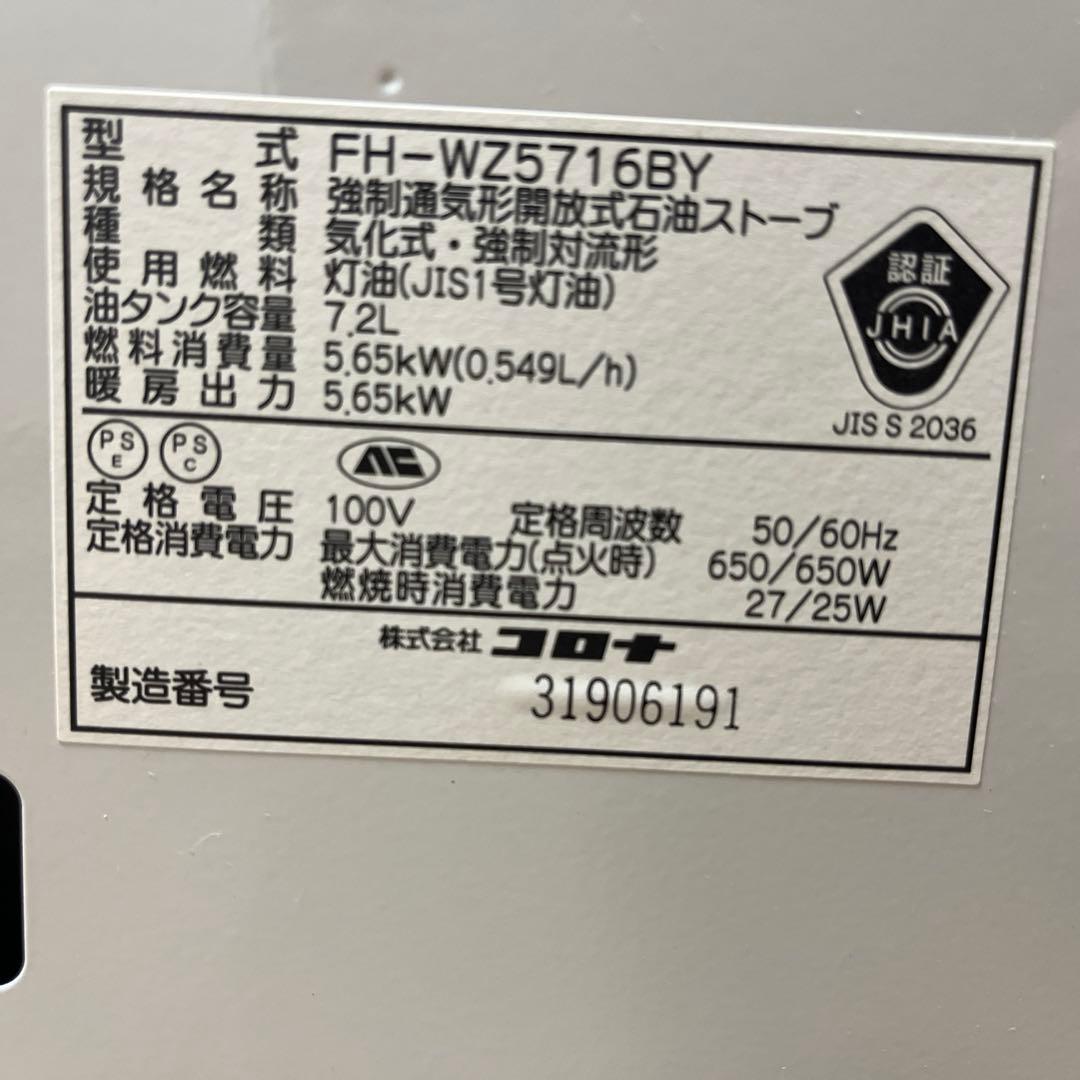 型式 FH-WZ5716BY
規格名称 強制通気形開放式石油ストーブ
種類 気化式・強制対流形
使用燃料 灯油(JIS1号灯油)
油タンク容量 7.2L
燃料消費量 5.65kW(0.549L/h)
暖房出力 5.65kW
認証
JHIA
JIS S 2036
PS E PS C
定格電圧 100V 定格周波数 50/60Hz
定格消費電力 最大消費電力(点火時) 650/650W
燃焼時消費電力 27/25W
株式会社 コロナ
製造番号 31906191